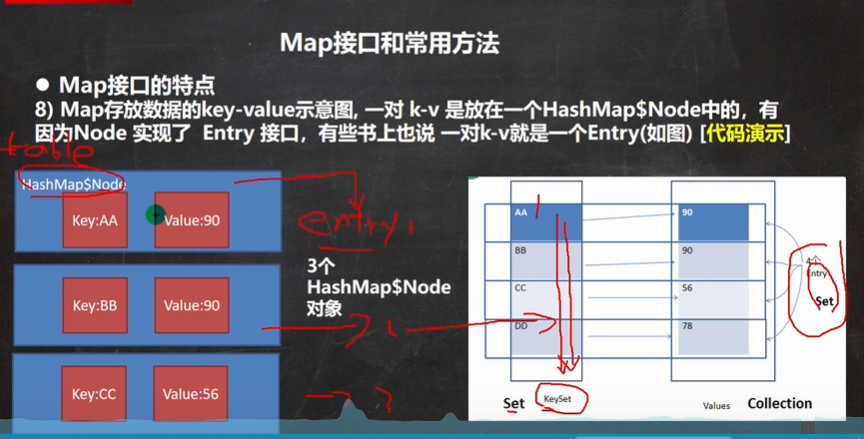 Map接口和常用方法
● Map接口的特点
8) Map存放数据的key-value示意图, 一对 k-v 是放在一个HashMap$Node中的，有
因为Node 实现了 Entry 接口，有些书上也说 一对k-v就是一个Entry(如图) [代码演示]
table
HashMap$Node
Key:AA Value:90
entry
Key:BB Value:90
Key:CC Value:56
3个
HashMap$Node
对象
AA 90
BB 90
CC 56
DD 78
4个
Entry
Set
Set KeySet Values Collection